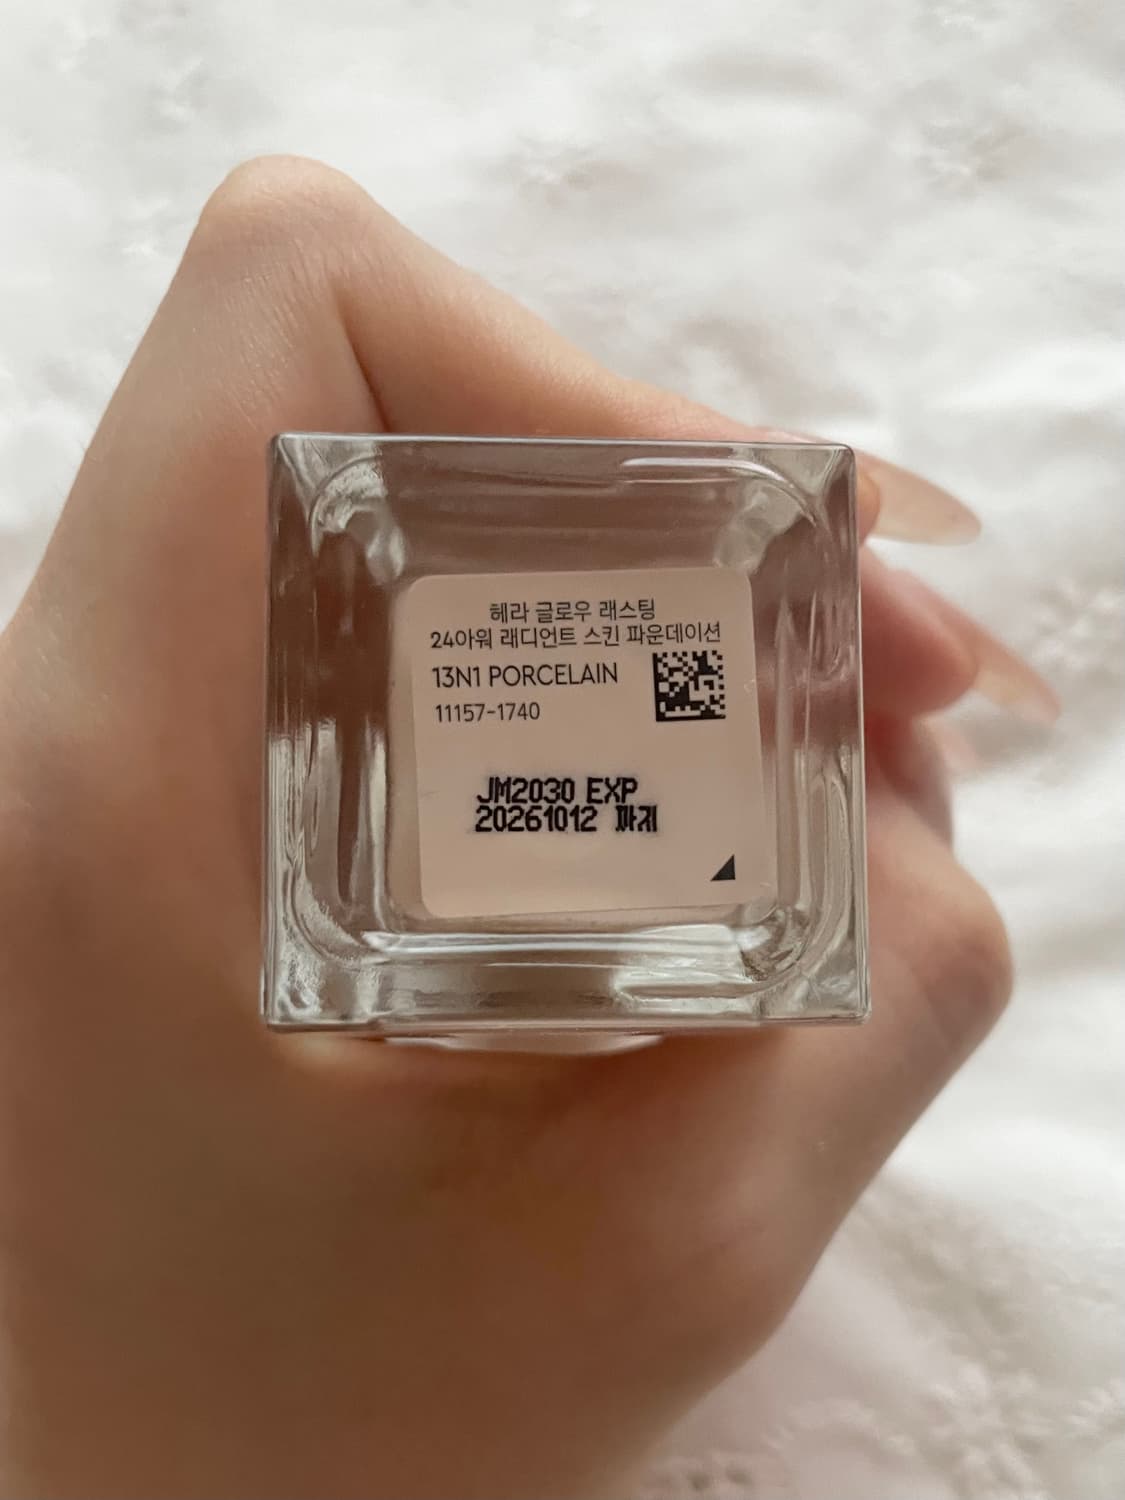 헤라 글로우 래스팅
24아워 래디언트 스킨 파운데이션
13N1 PORCELAIN
11157-1740
JM2030 EXP
20261012 까지